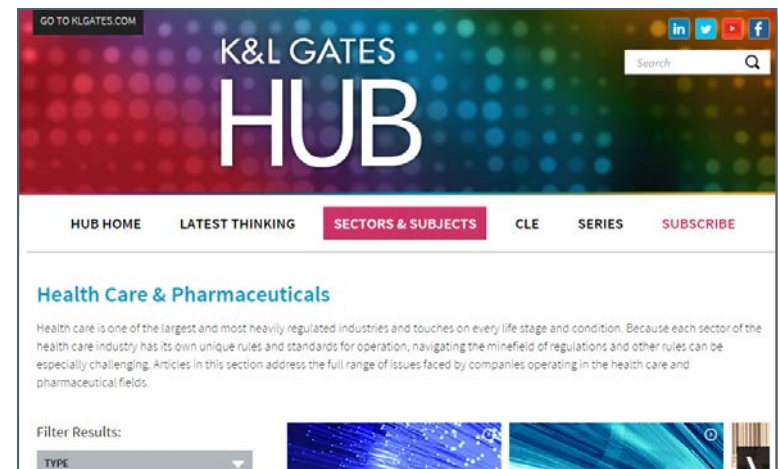 GO TO KLGATES.COM
K&L GATES
HUB
Search
HUB HOME
LATEST THINKING
SECTORS & SUBJECTS
CLE
SERIES
SUBSCRIBE
Health Care & Pharmaceuticals
Health care is one of the largest and most heavily regulated industries and touches on every life stage and condition. Because each sector of the
health care industry has its own unique rules and standards for operation, navigating the minefield of regulations and other rules can be
especially challenging. Articles in this section address the full range of issues faced by companies operating in the health care and
pharmaceutical fields.
Filter Results:
TYPE